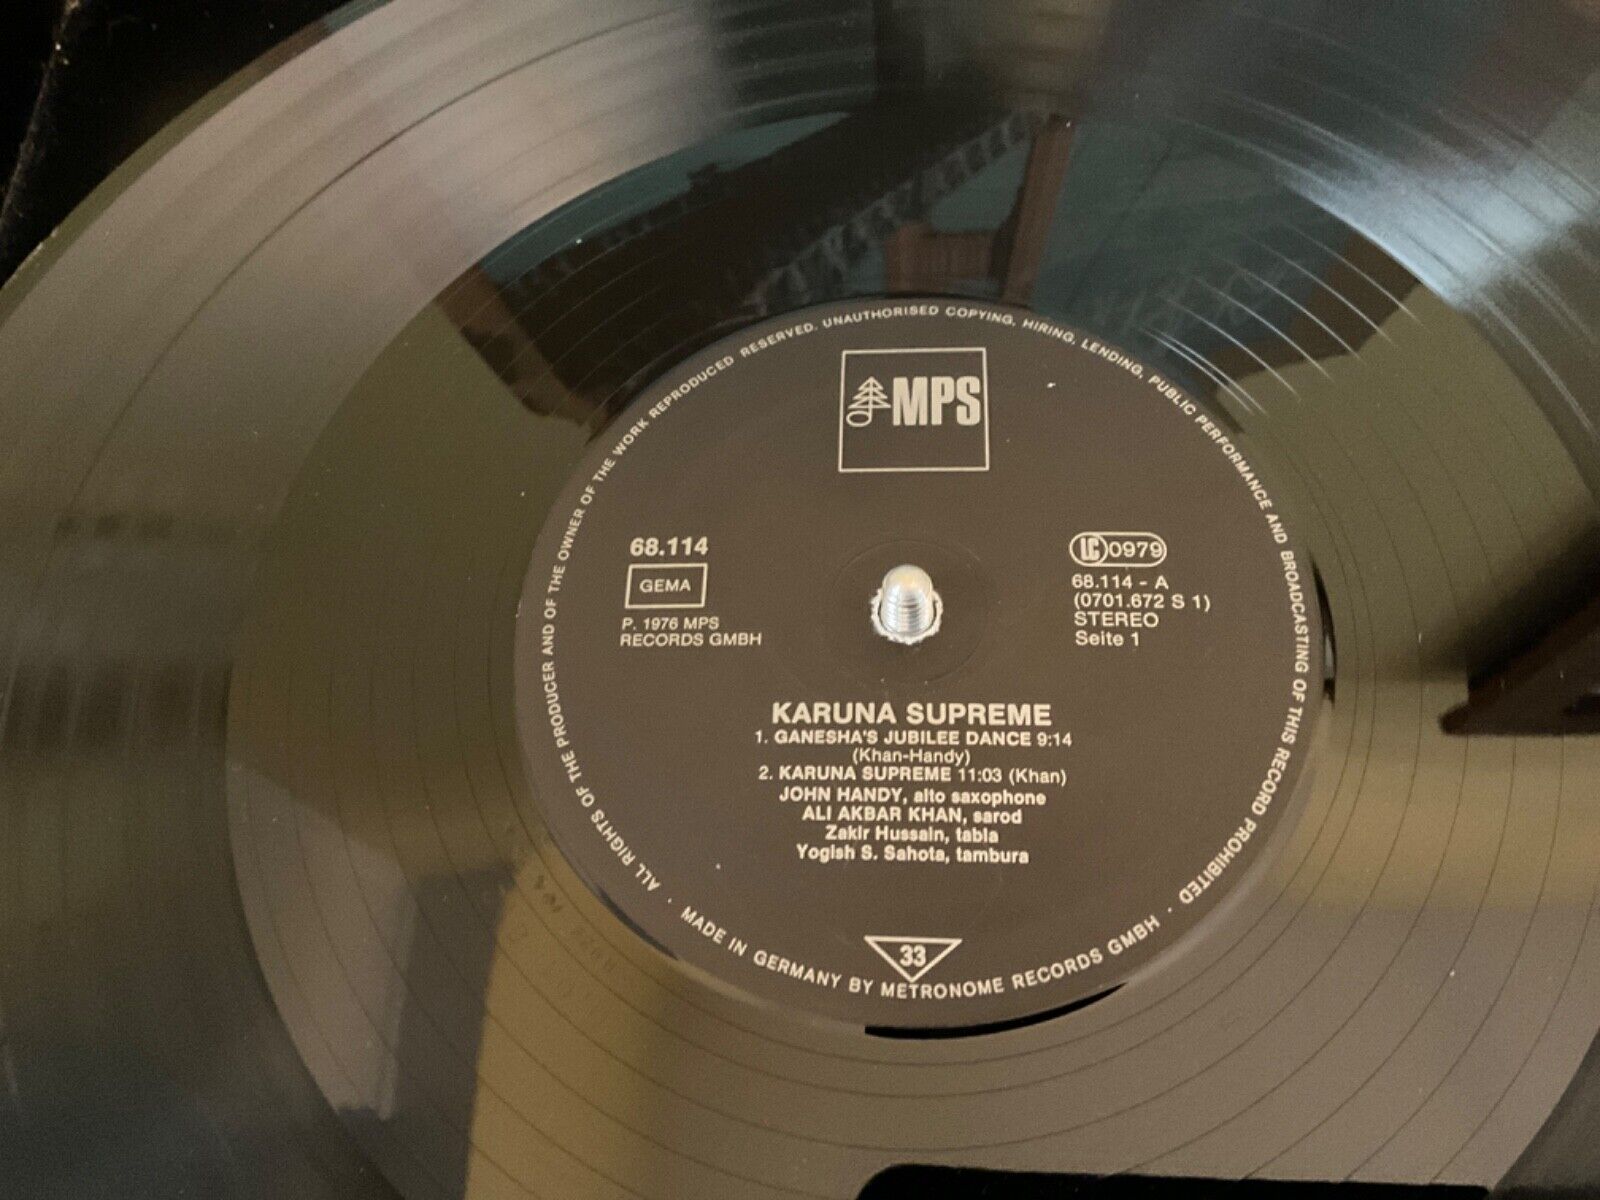 ALL RIGHTS OF THE PRODUCER AND OF THE OWNER OF THE WORK REPRODUCED RESERVED. UNAUTHORISED COPYING, HIRING, LENDING, PUBLIC PERFORMANCE AND BROADCASTING OF THIS RECORD PROHIBITED · MADE IN GERMANY BY METRONOME RECORDS GMBH ·
MPS
68.114
GEMA
P. 1976 MPS
RECORDS GMBH
LC 0979
68.114 - A
(0701.672 S 1)
STEREO
Seite 1
KARUNA SUPREME
1. GANESHA'S JUBILEE DANCE 9:14
(Khan-Handy)
2. KARUNA SUPREME 11:03 (Khan)
JOHN HANDY, alto saxophone
ALI AKBAR KHAN, sarod
Zakir Hussain, tabla
Yogish S. Sahota, tambura
33